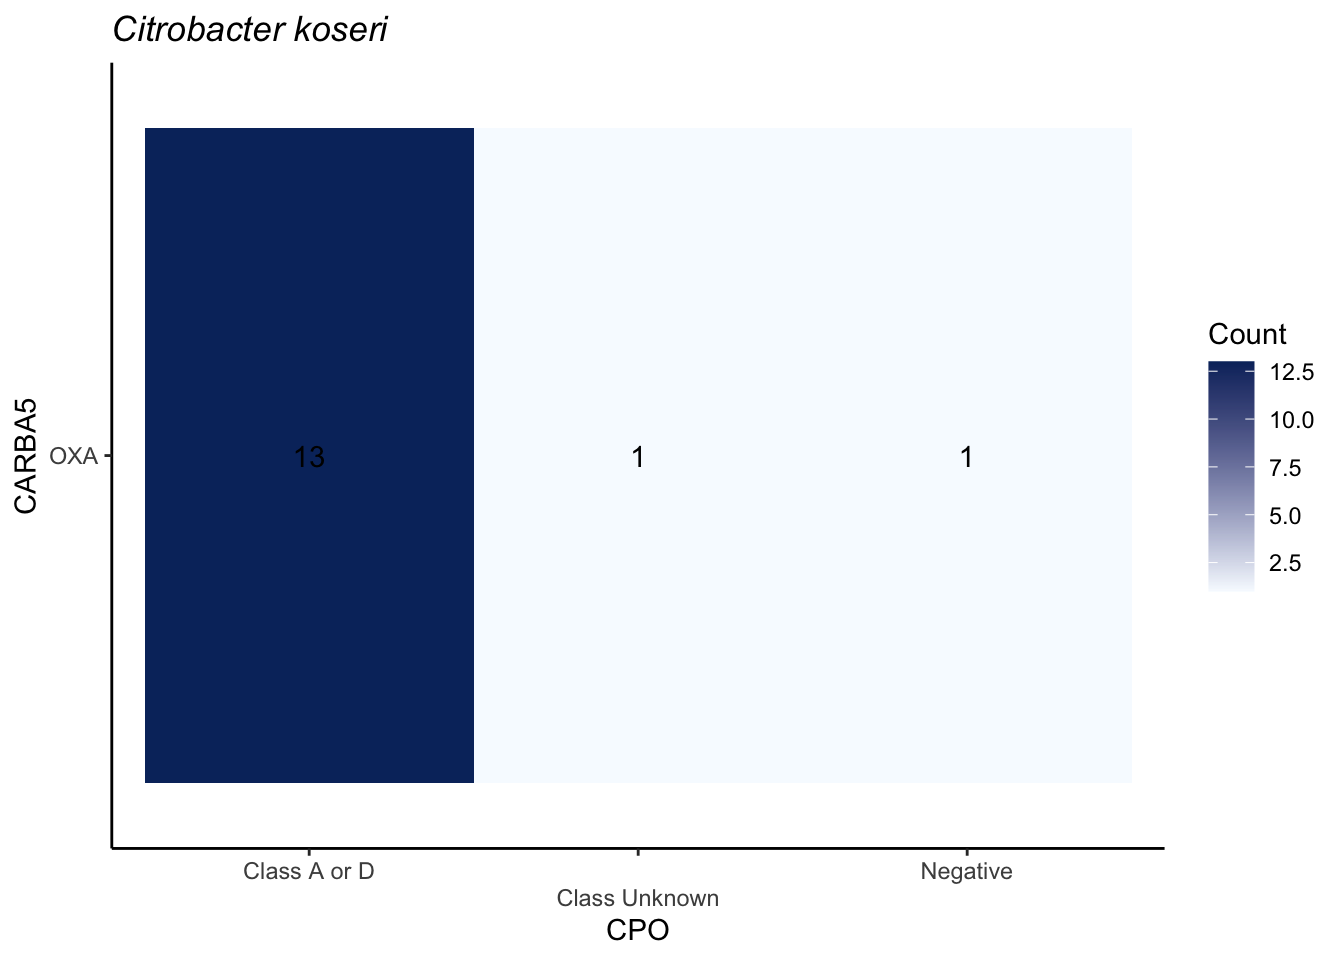 Citrobacter koseri
CARBA5
OXA
13
1
1
Class A or D
Class Unknown
Negative
CPO
Count
12.5
10.0
7.5
5.0
2.5